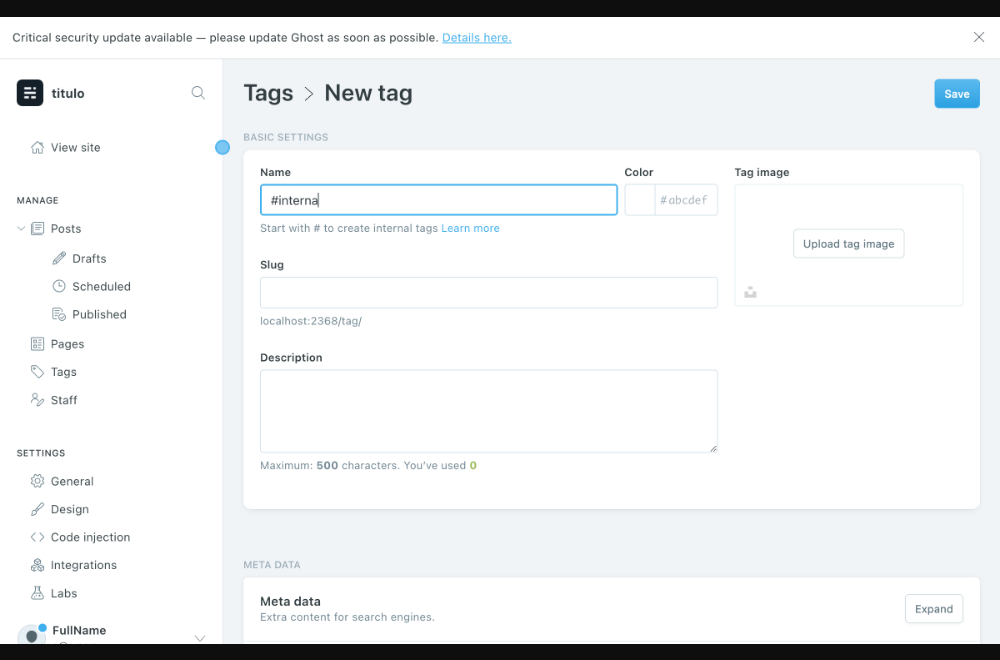 Critical security update available — please update Ghost as soon as possible. Details here.
titulo
View site
MANAGE
Posts
Drafts
Scheduled
Published
Pages
Tags
Staff
SETTINGS
General
Design
Code injection
Integrations
Labs
FullName
Tags > New tag
Save
BASIC SETTINGS
Name
#interna
Start with # to create internal tags Learn more
Color
#abcdef
Tag image
Upload tag image
Slug
localhost:2368/tag/
Description
Maximum: 500 characters. You've used 0
META DATA
Meta data
Extra content for search engines.
Expand